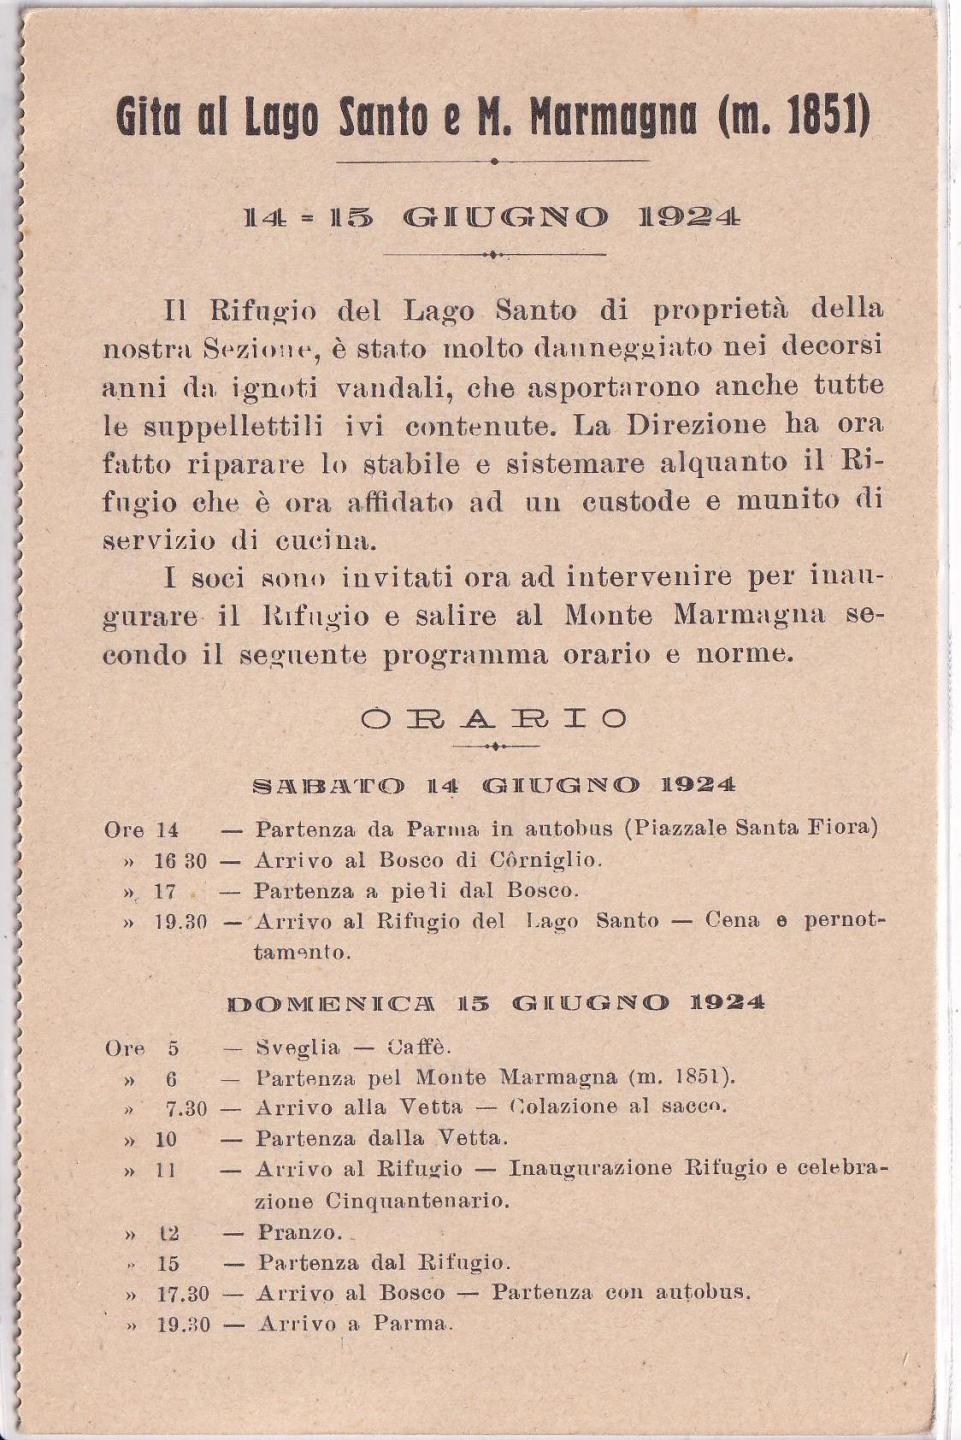 Gita al Lago Santo e M. Marmagna (m. 1851)
14 = 15 GIUGNO 1924
Il Rifugio del Lago Santo di proprietà della
nostra Sezione, è stato molto danneggiato nei decorsi
anni da ignoti vandali, che asportarono anche tutte
le suppellettili ivi contenute. La Direzione ha ora
fatto riparare lo stabile e sistemare alquanto il Ri-
fugio che è ora affidato ad un custode e munito di
servizio di cucina.
I soci sono invitati ora ad intervenire per inau-
gurare il Rifugio e salire al Monte Marmagna se-
condo il seguente programma orario e norme.
ORARIO
SABATO 14 GIUGNO 1924
Ore 14 — Partenza da Parma in autobus (Piazzale Santa Fiora)
» 16 30 — Arrivo al Bosco di Côrniglio.
» 17 — Partenza a piedi dal Bosco.
» 19.30 — Arrivo al Rifugio del Lago Santo — Cena e pernot-
tamento.
DOMENICA 15 GIUGNO 1924
Ore 5 — Sveglia — Caffè.
» 6 — Partenza pel Monte Marmagna (m. 1851).
» 7.30 — Arrivo alla Vetta — Colazione al sacco.
» 10 — Partenza dalla Vetta.
» 11 — Arrivo al Rifugio — Inaugurazione Rifugio e celebra-
zione Cinquantenario.
» 12 — Pranzo.
» 15 — Partenza dal Rifugio.
» 17.30 — Arrivo al Bosco — Partenza con autobus.
» 19.30 — Arrivo a Parma.